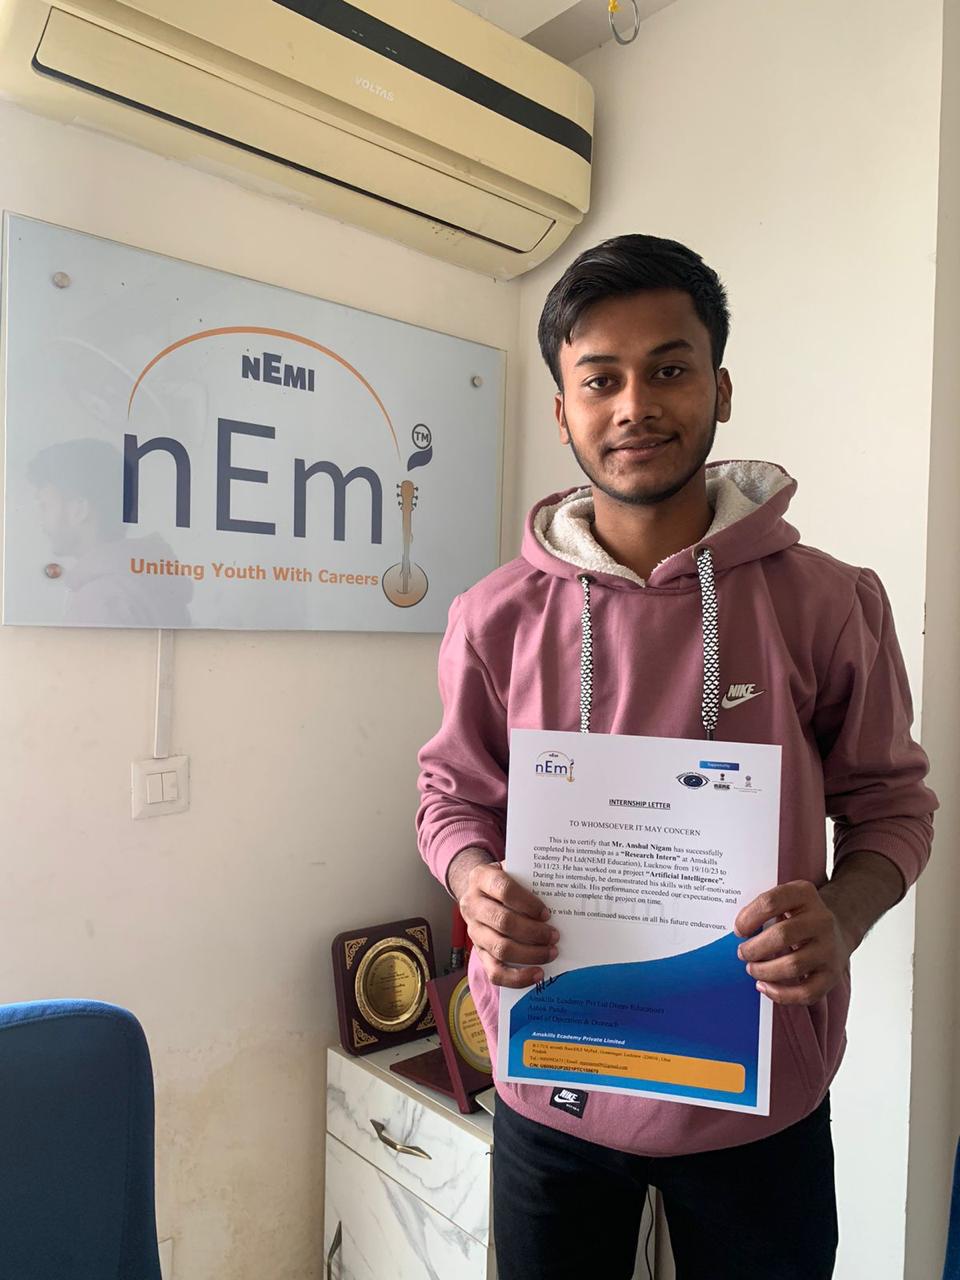 VOLTAS
NEMI
nEmi
TM
Uniting Youth With Careers
NIKE
nEmi
Supported by
INTERNSHIP LETTER
TO WHOMSOEVER IT MAY CONCERN
This is to certify that Mr. Anshul Nigam has successfully
completed his internship as a “Research Intern” at Amskills
Ecademy Pvt Ltd(NEMI Education), Lucknow from 19/10/23 to
30/11/23. He has worked on a project “Artificial Intelligence”.
During his internship, he demonstrated his skills with self-motivation
to learn new skills. His performance exceeded our expectations, and
he was able to complete the project on time.
We wish him continued success in all his future endeavours.
Amskills Ecademy Pvt Ltd
Head of Operation & Outreach
Amskills Ecademy Private Limited
NIKE